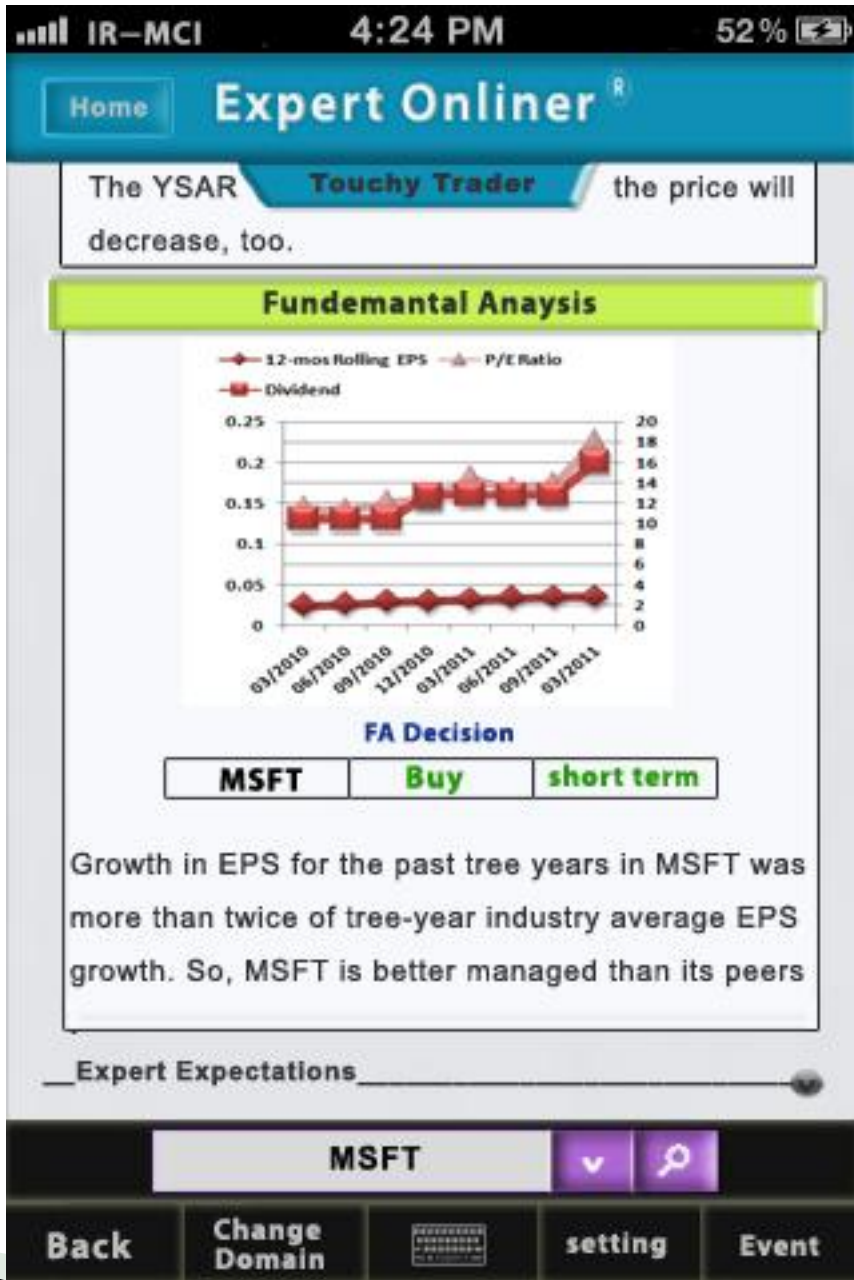 IR-MCI 4:24 PM 52%
Home Expert Onliner ®
The YSAR Touchy Trader the price will
decrease, too.
Fundemantal Anaysis
12-mos Rolling EPS P/E Ratio
Dividend
0.25 20
18
0.2 16
14
0.15 12
10
0.1 8
6
0.05 4
2
0 0
03/2010 06/2010 09/2010 12/2010 03/2011 06/2011 09/2011 03/2011
FA Decision
MSFT Buy short term
Growth in EPS for the past tree years in MSFT was
more than twice of tree-year industry average EPS
growth. So, MSFT is better managed than its peers
Expert Expectations
MSFT
Back Change Domain setting Event